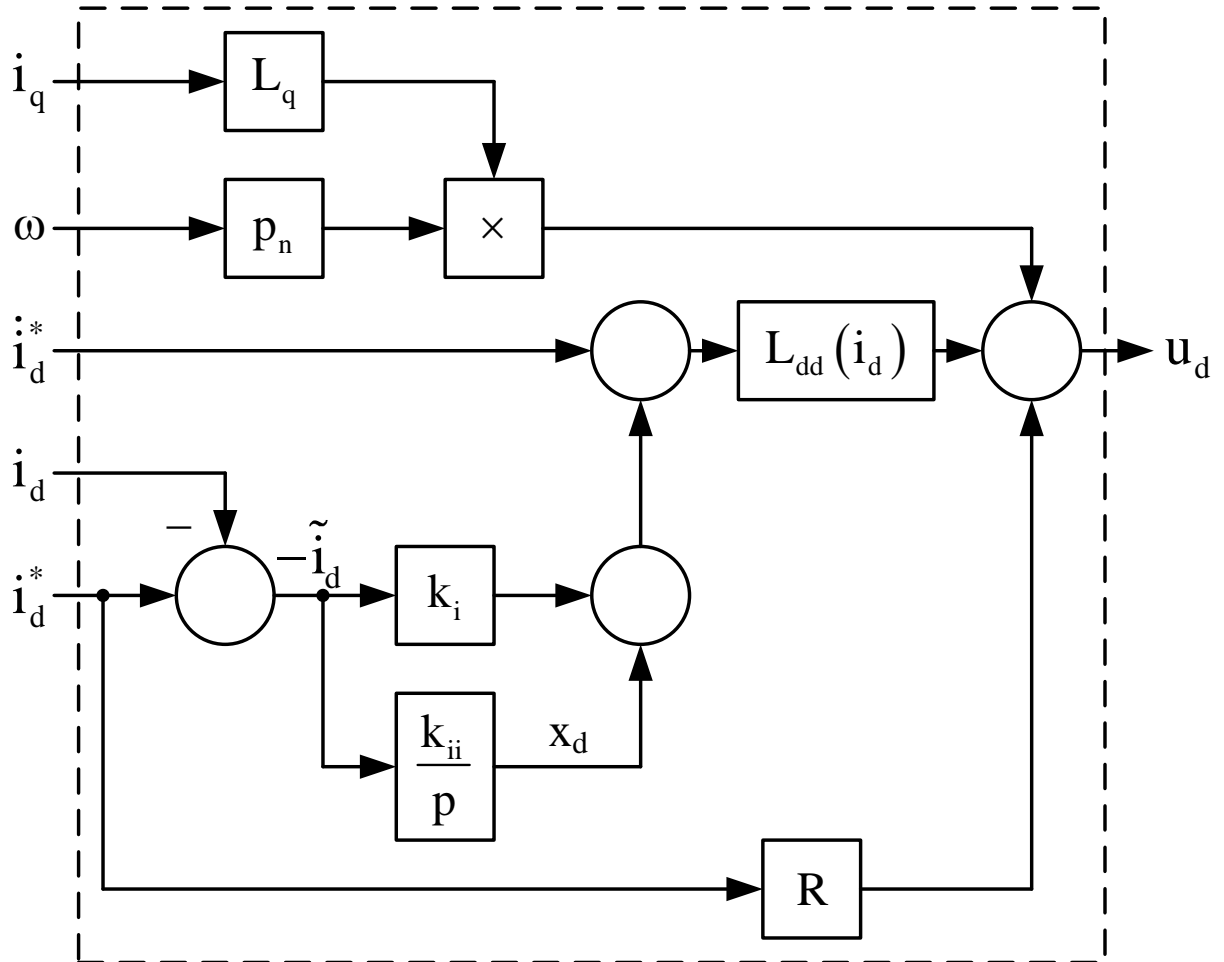 i_q
L_q
ω
p_n
×
i̇_d^*
L_dd (i_d)
u_d
i_d
−
−ĩ_d
i_d^*
k_i
k_ii
x_d
p
R